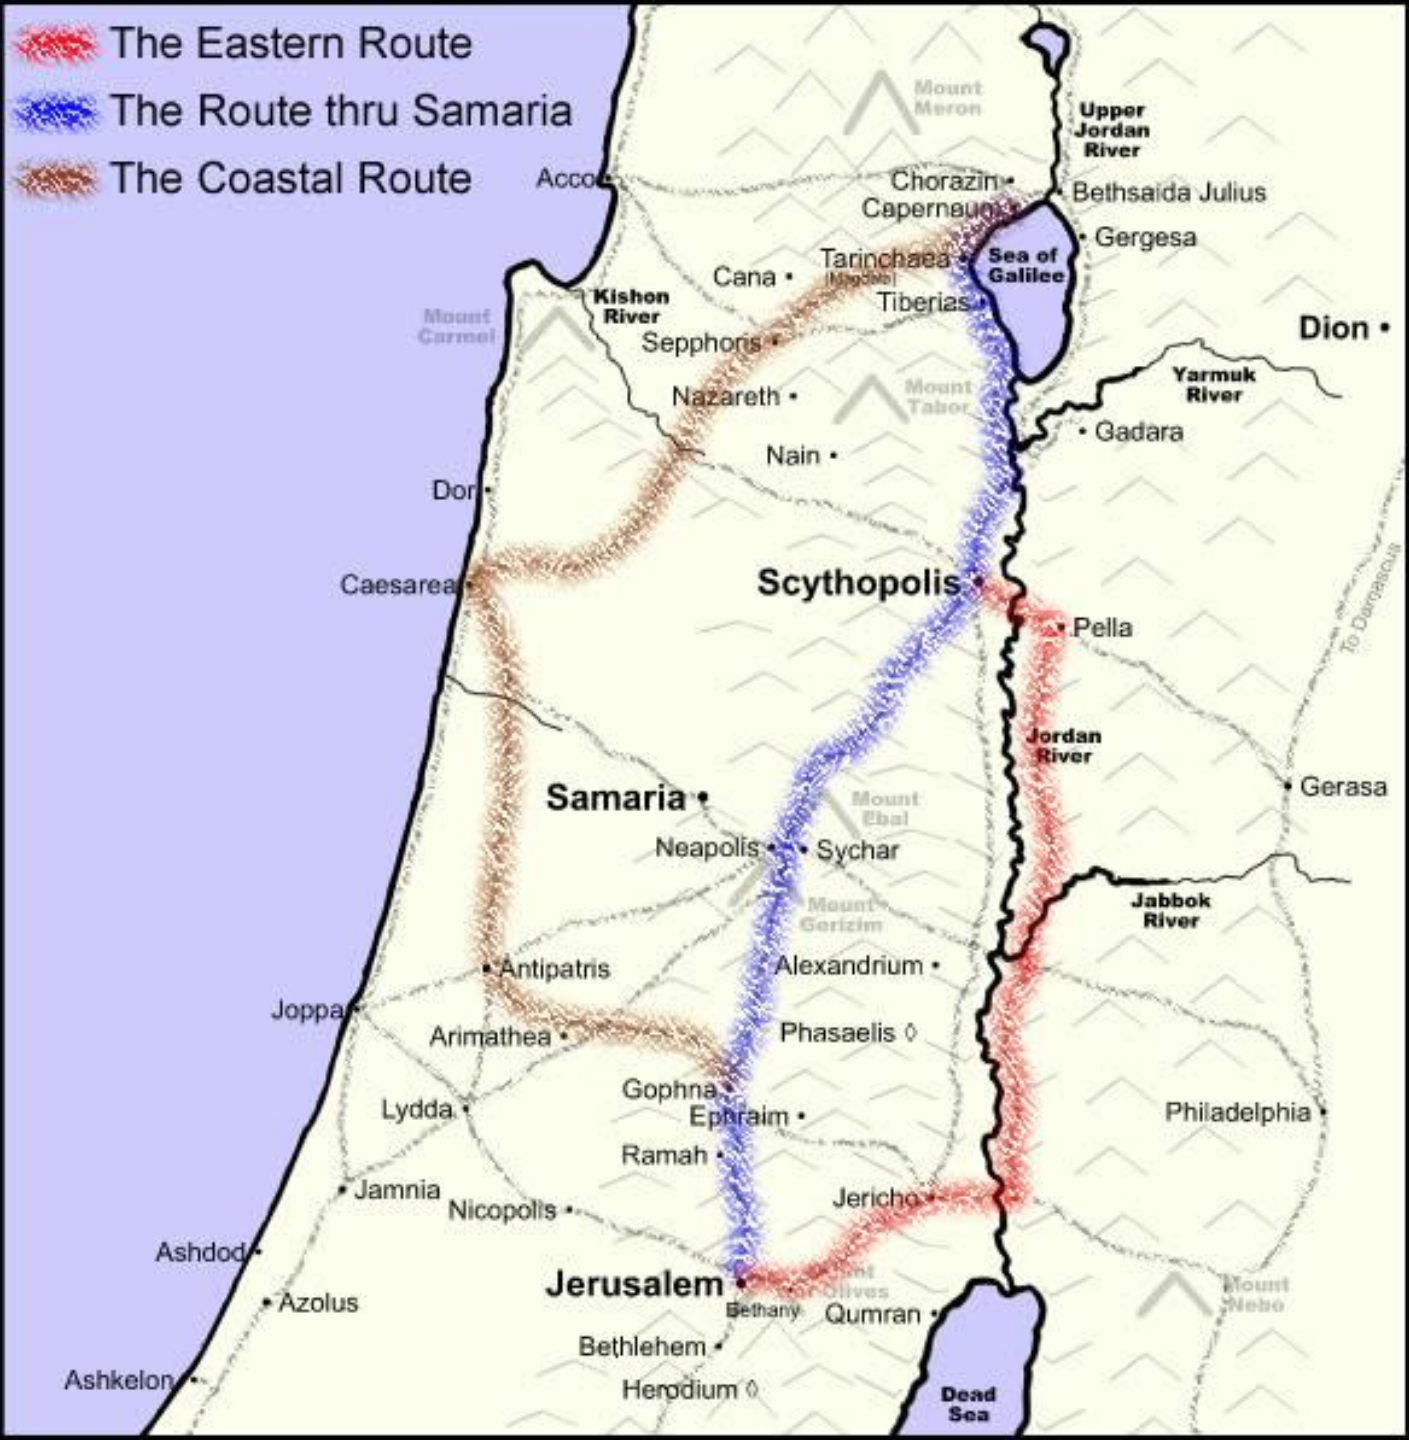 The Eastern Route
The Route thru Samaria
The Coastal Route
Mount
Meron
Upper
Jordan
River
Acco
Chorazin
Capernaum
Bethsaida Julius
Gergesa
Tarinchaea
(Magdala)
Sea of
Galilee
Cana
Tiberias
Kishon
River
Mount
Carmel
Dion
Sepphoris
Yarmuk
River
Nazareth
Mount
Tabor
Gadara
Nain
Dor
Caesarea
Scythopolis
Pella
To Damascus
Jordan
River
Samaria
Gerasa
Mount
Ebal
Neapolis
Sychar
Jabbok
River
Mount
Gerizim
Antipatris
Alexandrium
Joppa
Arimathea
Phasaelis
Gophna
Ephraim
Lydda
Philadelphia
Ramah
Jamnia
Jericho
Nicopolis
Ashdod
Jerusalem
Mount
of Olives
Mount
Nebo
Azolus
Bethany
Qumran
Bethlehem
Ashkelon
Herodium
Dead
Sea